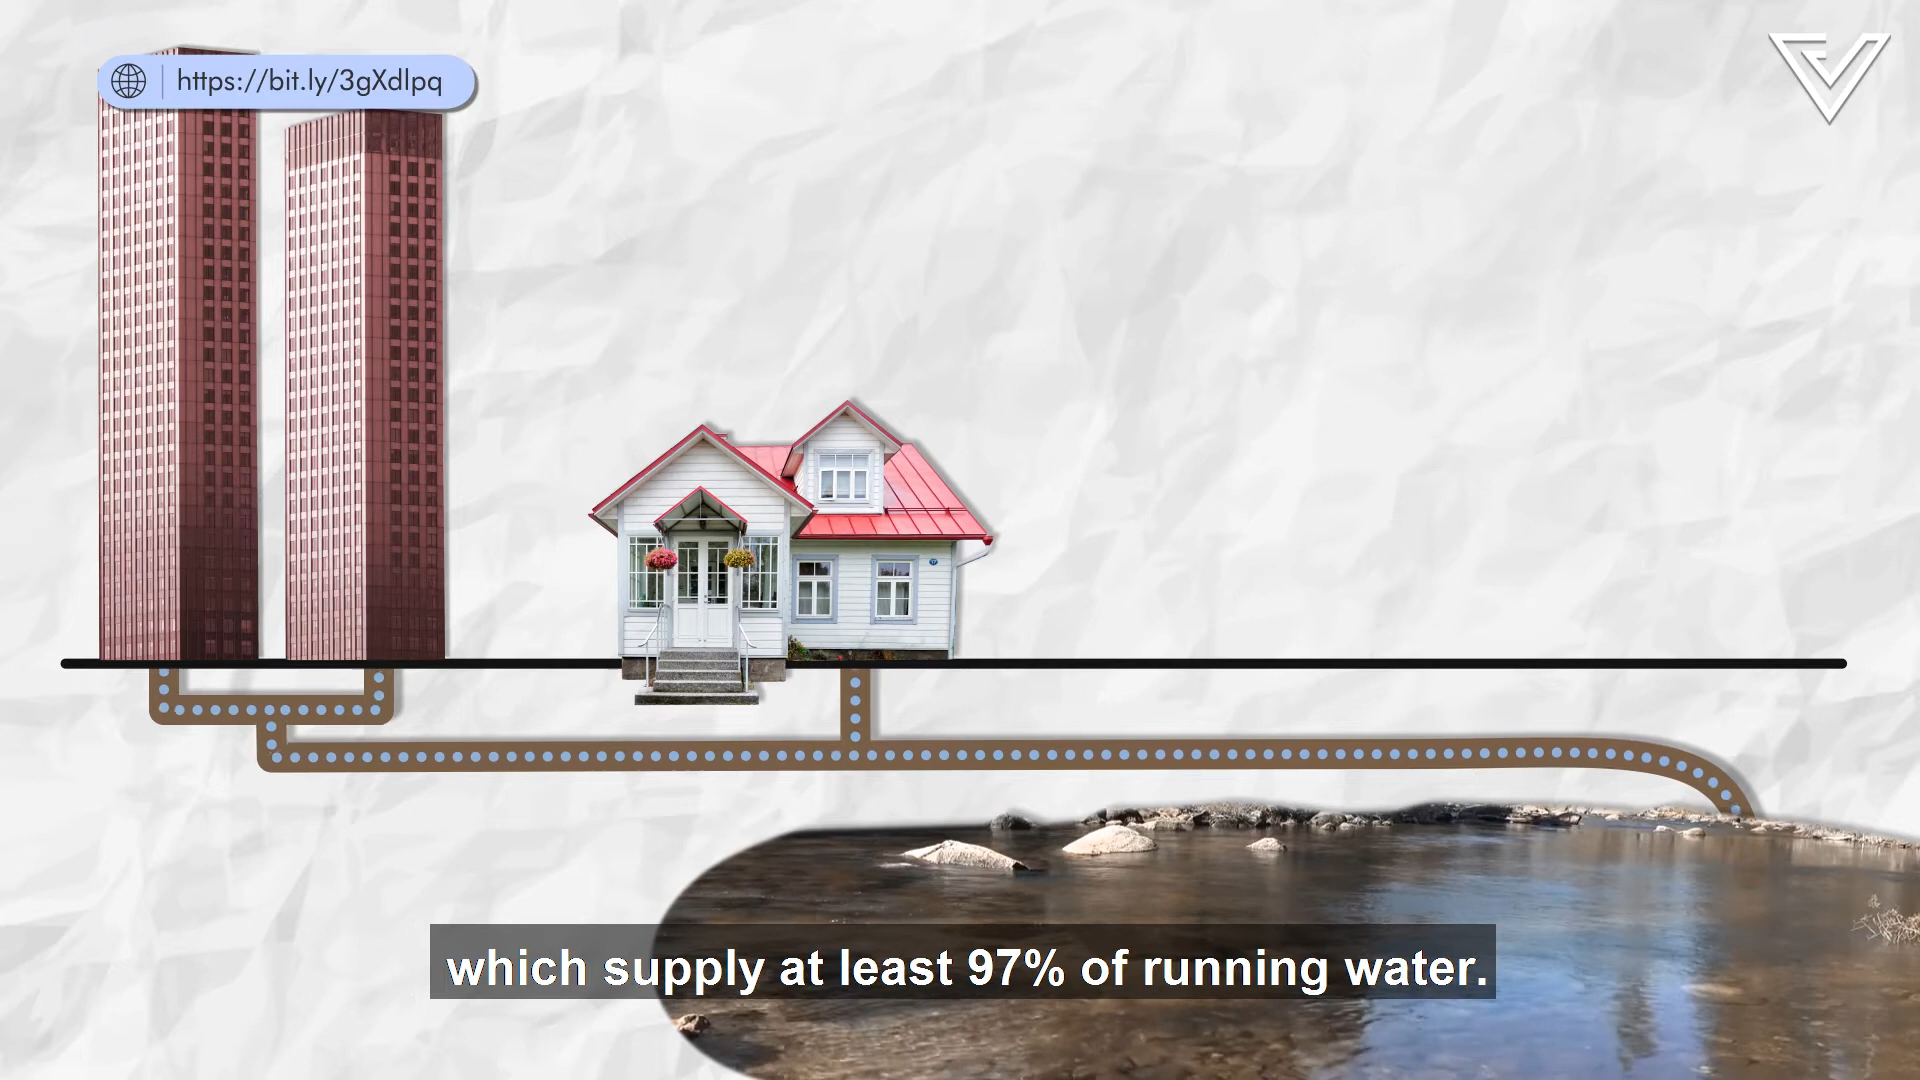 https://bit.ly/3gXdlpq
which supply at least 97% of running water.